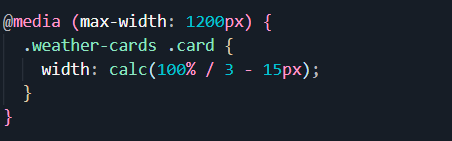 @media (max-width: 1200px) {
  .weather-cards .card {
    width: calc(100% / 3 - 15px);
  }
}